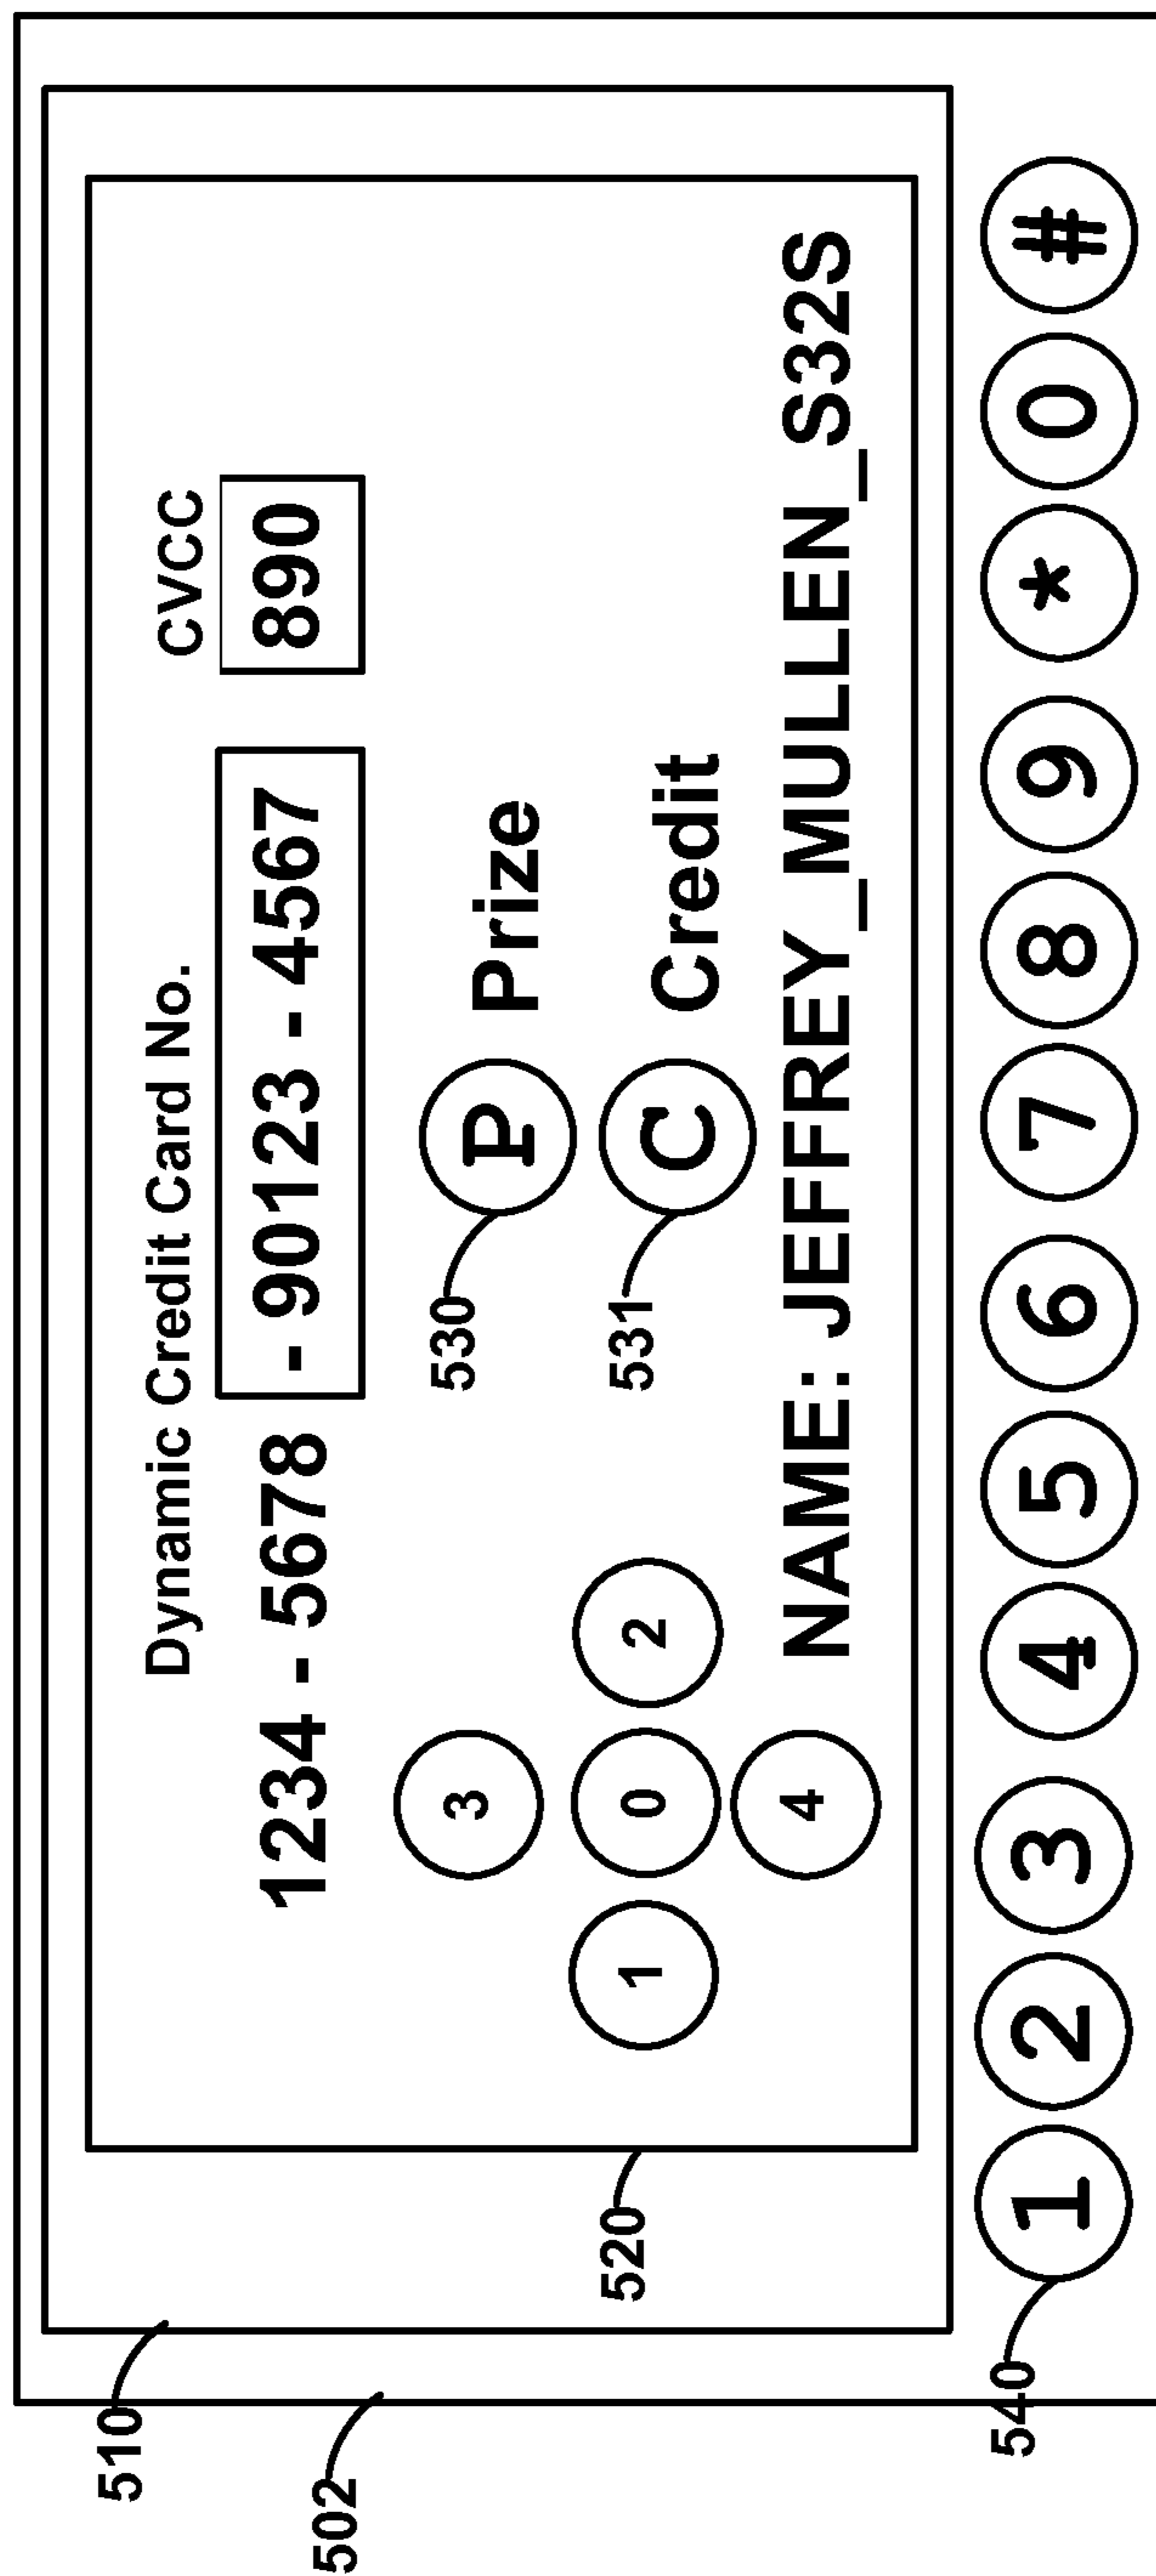 510
502
Dynamic Credit Card No.
CVCC
1234 - 5678 - 90123 - 4567
890
3
530
P Prize
1 0 2
531
C Credit
4
520
NAME: JEFFREY_MULLLEN_S32S
540
1 2 3 4 5 6 7 8 9 * 0 #